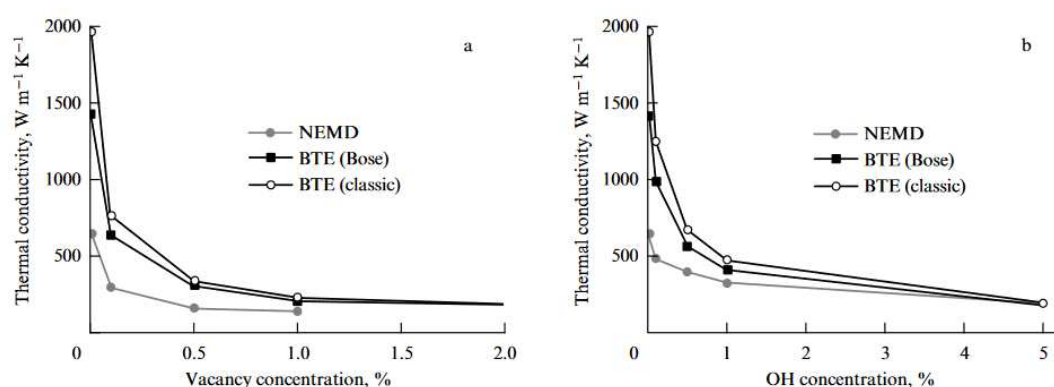 2000
1500
1000
500
0
0.5
1.0
1.5
2.0
Thermal conductivity, W m⁻¹ K⁻¹
Vacancy concentration, %
a
NEMD
BTE (Bose)
BTE (classic)
2000
1500
1000
500
0
1
2
3
4
5
Thermal conductivity, W m⁻¹ K⁻¹
OH concentration, %
b
NEMD
BTE (Bose)
BTE (classic)